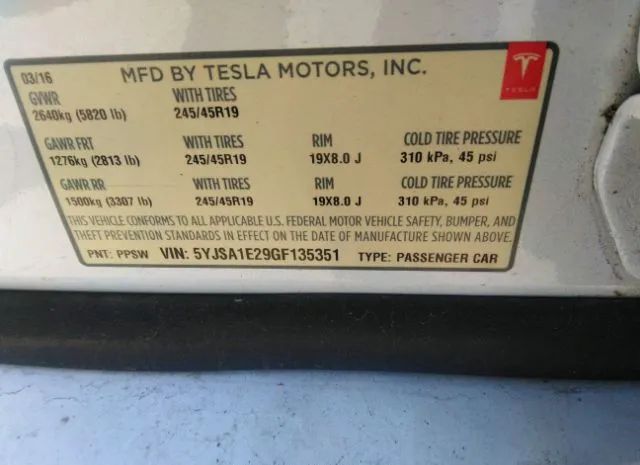 03/16 MFD BY TESLA MOTORS, INC.
GVWR WITH TIRES
2640kg (5820 lb) 245/45R19
TESLA
GAWR FRT WITH TIRES RIM COLD TIRE PRESSURE
1276kg (2813 lb) 245/45R19 19X8.0 J 310 kPa, 45 psi
GAWR RR WITH TIRES RIM COLD TIRE PRESSURE
1500kg (3307 lb) 245/45R19 19X8.0 J 310 kPa, 45 psi
THIS VEHICLE CONFORMS TO ALL APPLICABLE U.S. FEDERAL MOTOR VEHICLE SAFETY, BUMPER, AND
THEFT PREVENTION STANDARDS IN EFFECT ON THE DATE OF MANUFACTURE SHOWN ABOVE.
PNT: PPSW VIN: 5YJSA1E29GF135351 TYPE: PASSENGER CAR